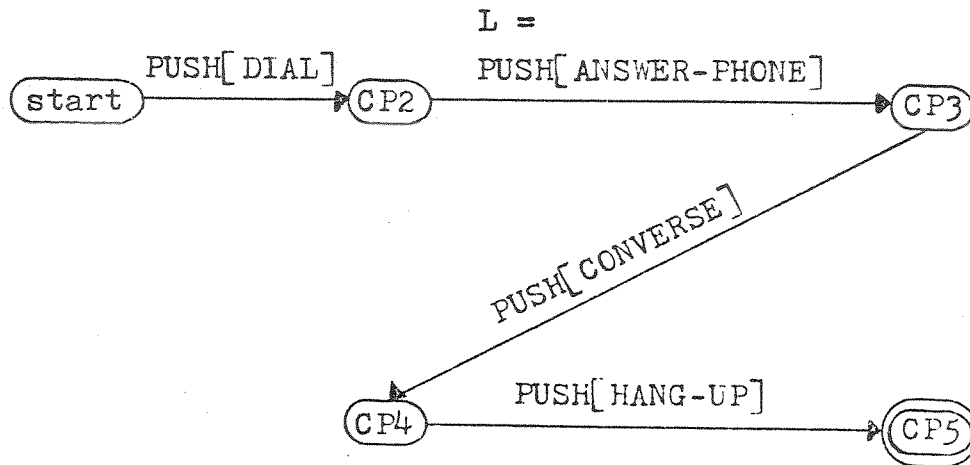 L =
PUSH[DIAL]
PUSH[ANSWER-PHONE]
start
CP2
CP3
PUSH[CONVERSE]
PUSH[HANG-UP]
CP4
CP5